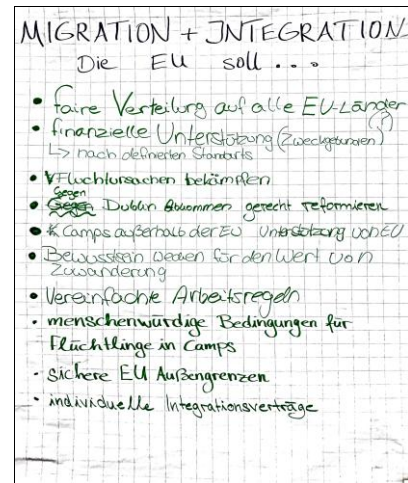 MIGRATION + INTEGRATION
Die EU soll ...
• faire Verteilung auf alle EU-Länder
(?)
• finanzielle Unterstützung (Zweckgebunden)
↳ nach definierten Standarts
• Fluchtursachen bekämpfen
Gegen
• Dublin Abkommen gerecht reformieren
• Camps außerhalb der EU Unterstützung von EU
• Bewusstsein wecken für den Wert von
Zuwanderung
• Vereinfachte Arbeitsregeln
• menschenwürdige Bedingungen für
Flüchtlinge in Camps
• sichere EU Außengrenzen
• individuelle Integrationsverträge